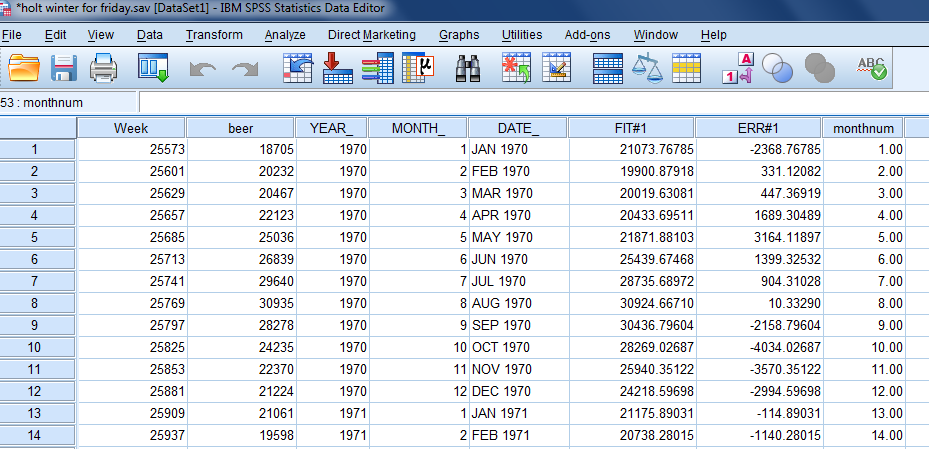 *holt winter for friday.sav [DataSet1] - IBM SPSS Statistics Data Editor
File Edit View Data Transform Analyze Direct Marketing Graphs Utilities Add-ons Window Help
μ A 1 ABC
53 : monthnum
Week beer YEAR_ MONTH_ DATE_ FIT#1 ERR#1 monthnum
1 25573 18705 1970 1 JAN 1970 21073.76785 -2368.76785 1.00
2 25601 20232 1970 2 FEB 1970 19900.87918 331.12082 2.00
3 25629 20467 1970 3 MAR 1970 20019.63081 447.36919 3.00
4 25657 22123 1970 4 APR 1970 20433.69511 1689.30489 4.00
5 25685 25036 1970 5 MAY 1970 21871.88103 3164.11897 5.00
6 25713 26839 1970 6 JUN 1970 25439.67468 1399.32532 6.00
7 25741 29640 1970 7 JUL 1970 28735.68972 904.31028 7.00
8 25769 30935 1970 8 AUG 1970 30924.66710 10.33290 8.00
9 25797 28278 1970 9 SEP 1970 30436.79604 -2158.79604 9.00
10 25825 24235 1970 10 OCT 1970 28269.02687 -4034.02687 10.00
11 25853 22370 1970 11 NOV 1970 25940.35122 -3570.35122 11.00
12 25881 21224 1970 12 DEC 1970 24218.59698 -2994.59698 12.00
13 25909 21061 1971 1 JAN 1971 21175.89031 -114.89031 13.00
14 25937 19598 1971 2 FEB 1971 20738.28015 -1140.28015 14.00